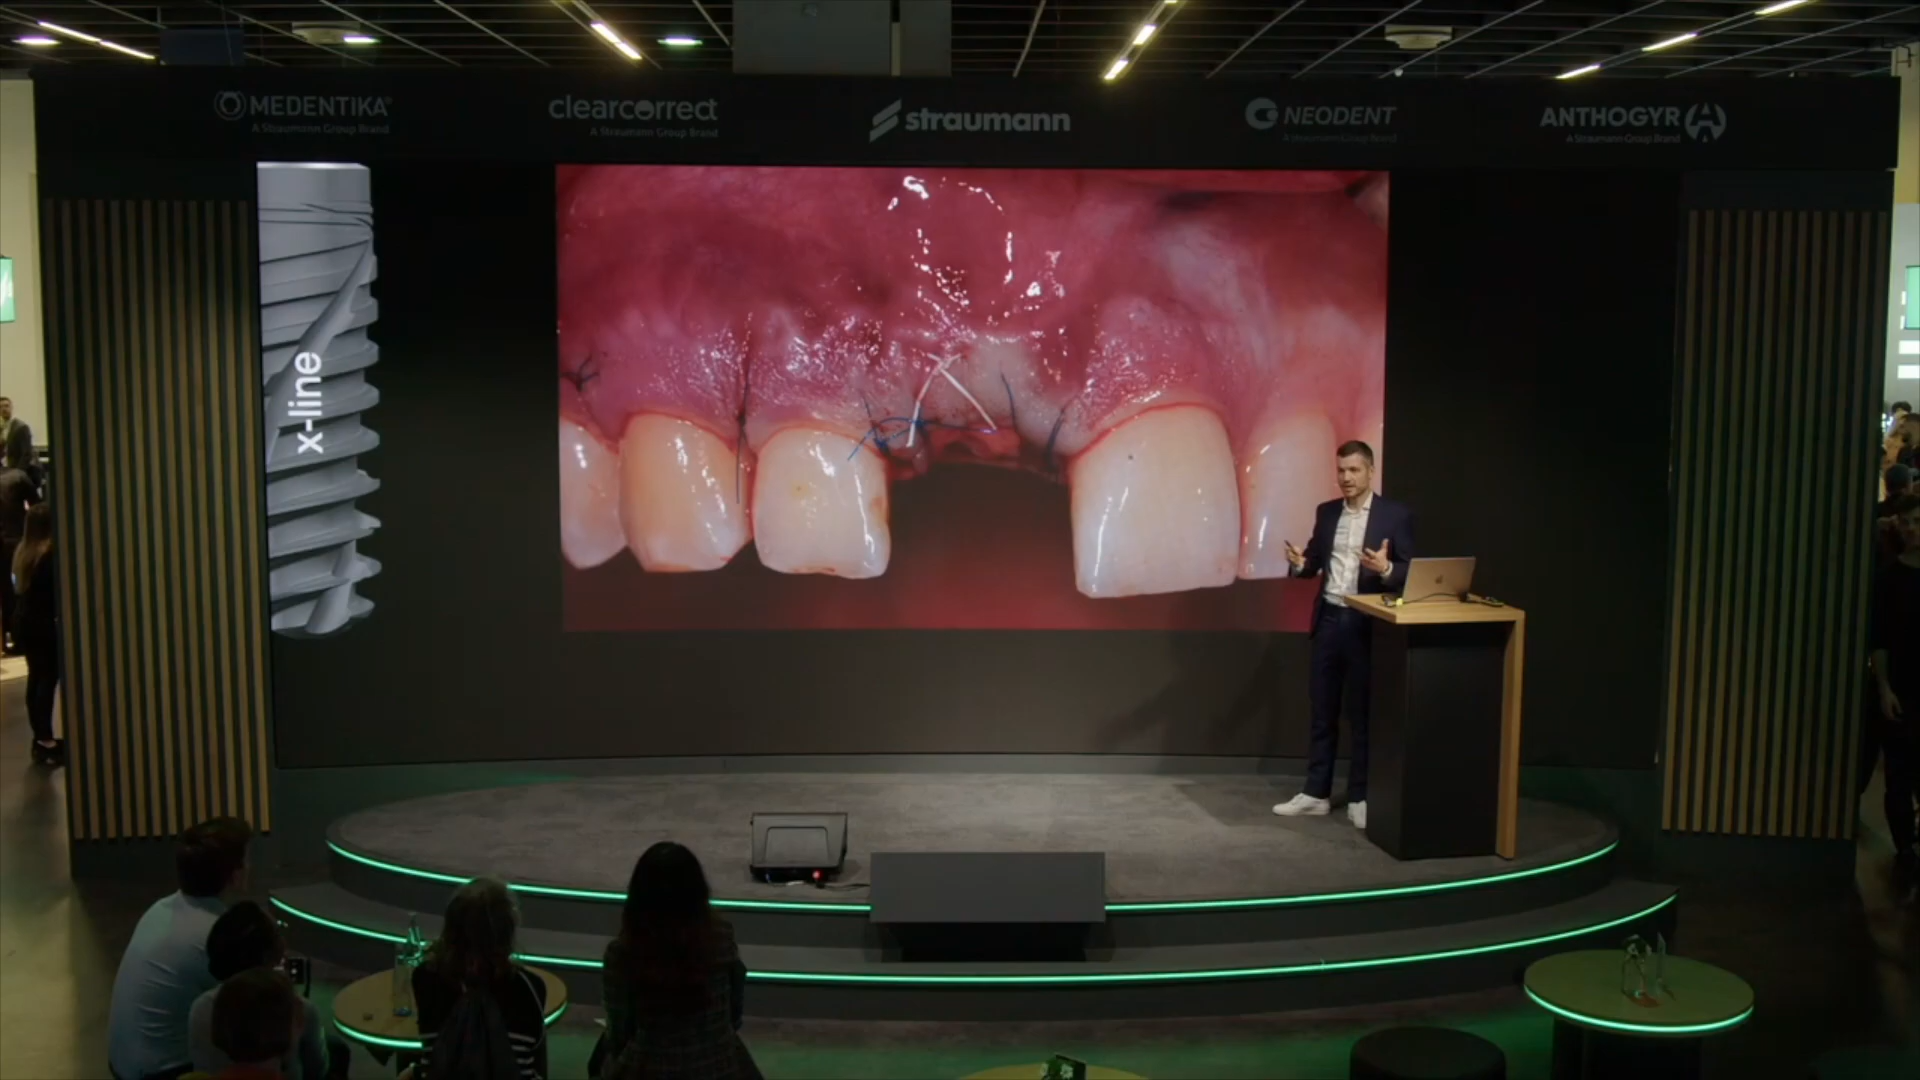 MEDENTIKA®
A Straumann Group Brand
clearcorrect
A Straumann Group Brand
straumann
NEODENT
A Straumann Group Brand
ANTHOGYR
A Straumann Group Brand
x-line